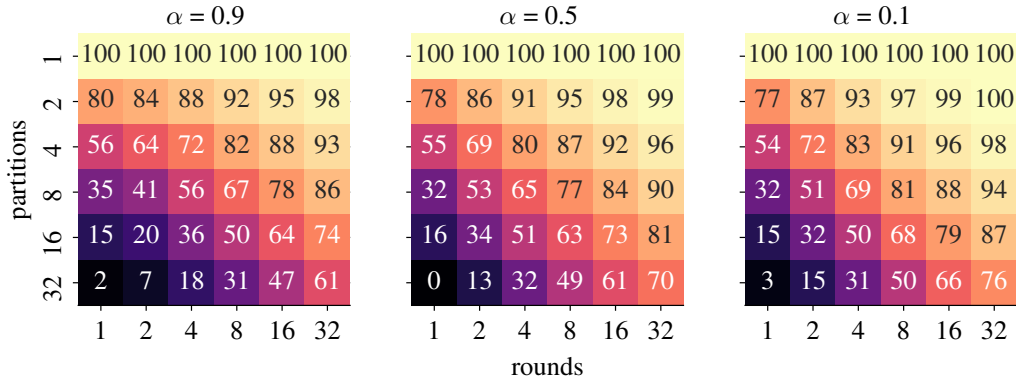 α = 0.9 α = 0.5 α = 0.1
partitions
1 100 100 100 100 100 100 100 100 100 100 100 100 100 100 100 100 100 100
2 80 84 88 92 95 98 78 86 91 95 98 99 77 87 93 97 99 100
4 56 64 72 82 88 93 55 69 80 87 92 96 54 72 83 91 96 98
8 35 41 56 67 78 86 32 53 65 77 84 90 32 51 69 81 88 94
16 15 20 36 50 64 74 16 34 51 63 73 81 15 32 50 68 79 87
32 2 7 18 31 47 61 0 13 32 49 61 70 3 15 31 50 66 76
1 2 4 8 16 32 1 2 4 8 16 32 1 2 4 8 16 32
rounds